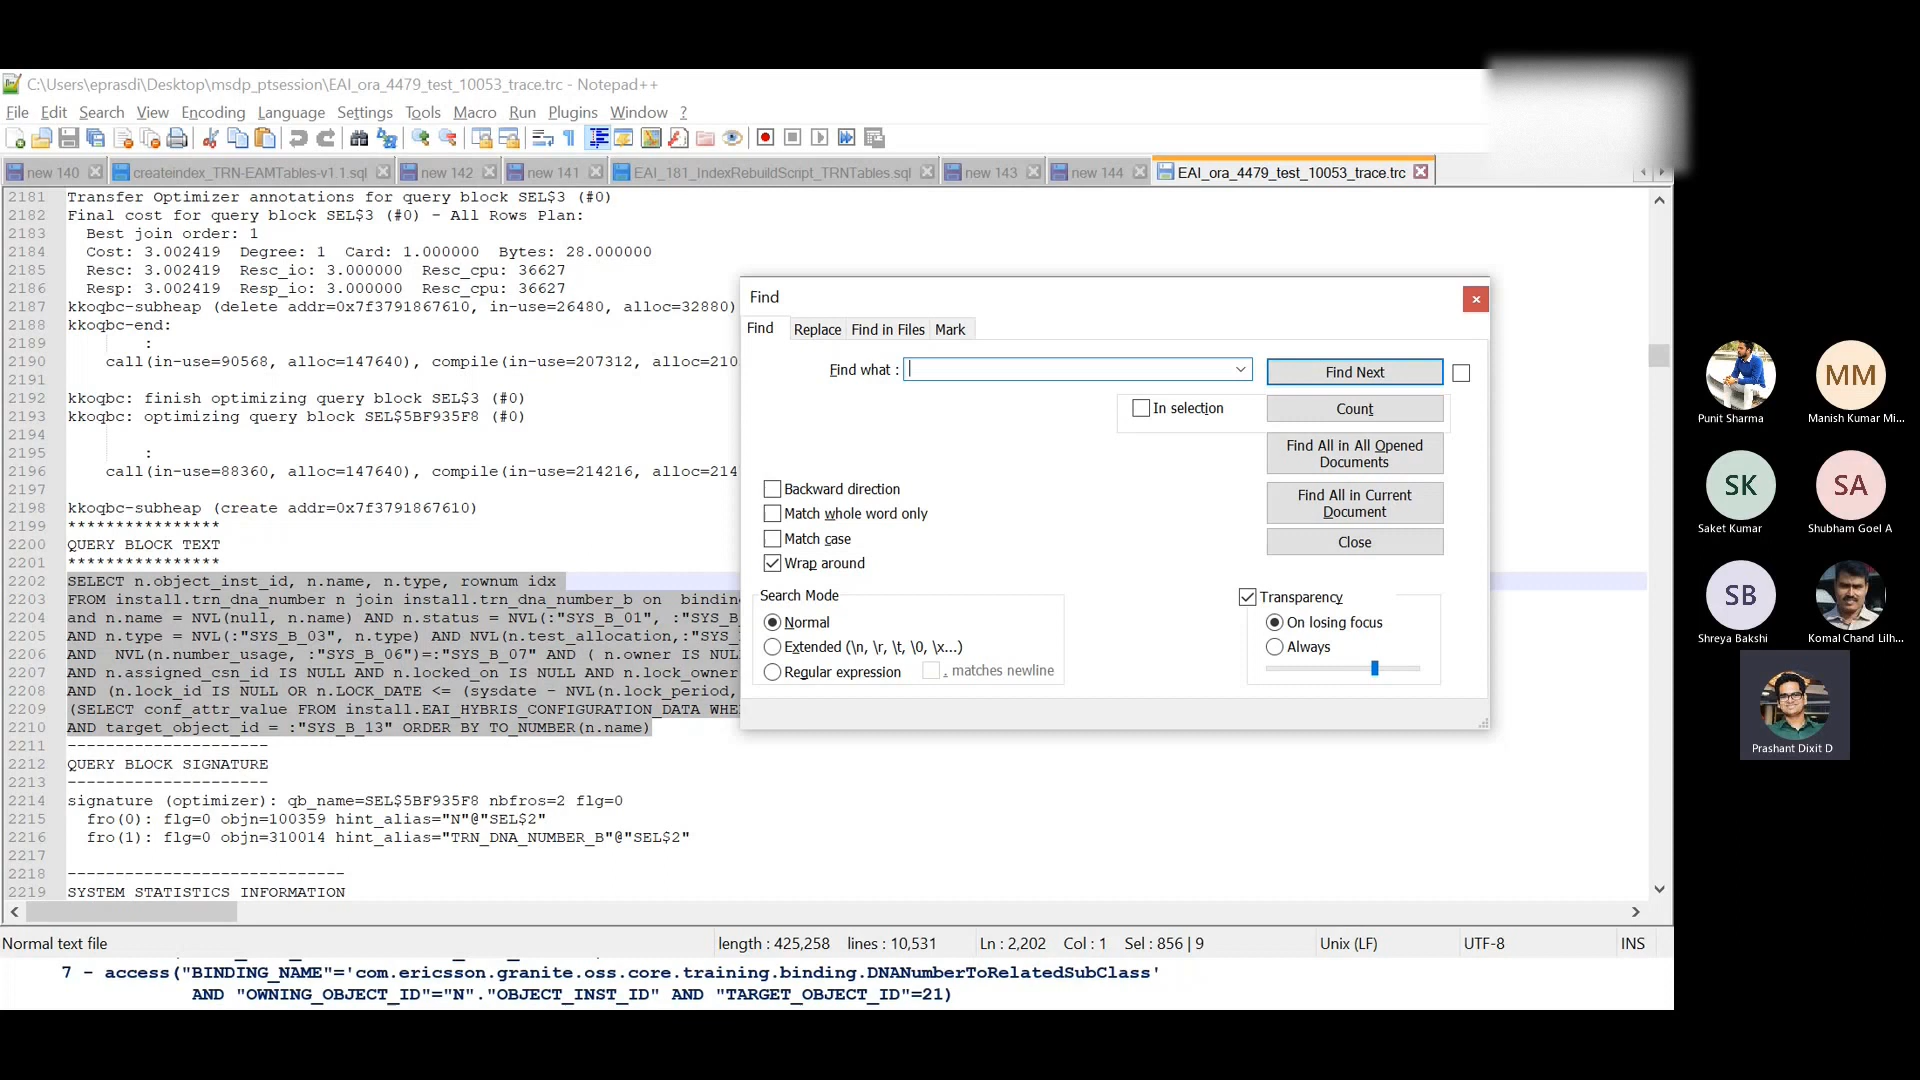 C:\Users\eprasdi\Desktop\msdp_ptsession\EAI_ora_4479_test_10053_trace.trc - Notepad++
File Edit Search View Encoding Language Settings Tools Macro Run Plugins Window ?
new 140 createindex_TRN-EAMTables-v1.1.sql new 142 new 141 EAI_181_IndexRebuildScript_TRNTables.sql new 143 new 144 EAI_ora_4479_test_10053_trace.trc
2181 Transfer Optimizer annotations for query block SEL$3 (#0)
2182 Final cost for query block SEL$3 (#0) - All Rows Plan:
2183 Best join order: 1
2184 Cost: 3.002419 Degree: 1 Card: 1.000000 Bytes: 28.000000
2185 Resc: 3.002419 Resc_io: 3.000000 Resc_cpu: 36627
2186 Resp: 3.002419 Resp_io: 3.000000 Resc_cpu: 36627
2187 kkoqbc-subheap (delete addr=0x7f3791867610, in-use=26480, alloc=32880)
2188 kkoqbc-end:
2189 :
2190 call(in-use=90568, alloc=147640), compile(in-use=207312, alloc=210
2191
2192 kkoqbc: finish optimizing query block SEL$3 (#0)
2193 kkoqbc: optimizing query block SEL$5BF935F8 (#0)
2194
2195 :
2196 call(in-use=88360, alloc=147640), compile(in-use=214216, alloc=214
2197
2198 kkoqbc-subheap (create addr=0x7f3791867610)
2199 ****************
2200 QUERY BLOCK TEXT
2201 ****************
2202 SELECT n.object_inst_id, n.name, n.type, rownum idx
2203 FROM install.trn_dna_number n join install.trn_dna_number_b on bindin
2204 and n.name = NVL(null, n.name) AND n.status = NVL(:"SYS_B_01", :"SYS_
2205 AND n.type = NVL(:"SYS_B_03", n.type) AND NVL(n.test_allocation,:"SYS_
2206 AND NVL(n.number_usage, :"SYS_B_06")=:"SYS_B_07" AND ( n.owner IS NUL
2207 AND n.assigned_csn_id IS NULL AND n.locked_on IS NULL AND n.lock_owner
2208 AND (n.lock_id IS NULL OR n.LOCK_DATE <= (sysdate - NVL(n.lock_period,
2209 (SELECT conf_attr_value FROM install.EAI_HYBRIS_CONFIGURATION_DATA WHE
2210 AND target_object_id = :"SYS_B_13" ORDER BY TO_NUMBER(n.name)
2211 ---------------------
2212 QUERY BLOCK SIGNATURE
2213 ---------------------
2214 signature (optimizer): qb_name=SEL$5BF935F8 nbfros=2 flg=0
2215 fro(0): flg=0 objn=100359 hint_alias="N"@"SEL$2"
2216 fro(1): flg=0 objn=310014 hint_alias="TRN_DNA_NUMBER_B"@"SEL$2"
2217
2218 -----------------------------
2219 SYSTEM STATISTICS INFORMATION
Find
Find Replace Find in Files Mark
Find what : Find Next
In selection Count
Find All in All Opened
Documents
Find All in Current
Document
Close
Backward direction
Match whole word only
Match case
Wrap around
Search Mode
Normal
Extended (\n, \r, \t, \0, \x...)
Regular expression . matches newline
Transparency
On losing focus
Always
Normal text file length : 425,258 lines : 10,531 Ln : 2,202 Col : 1 Sel : 856 | 9 Unix (LF) UTF-8 INS
7 - access("BINDING_NAME"='com.ericsson.granite.oss.core.training.binding.DNANumberToRelatedSubClass'
AND "OWNING_OBJECT_ID"="N"."OBJECT_INST_ID" AND "TARGET_OBJECT_ID"=21)
MM
Punit Sharma Manish Kumar Mi...
SK SA
Saket Kumar Shubham Goel A
SB
Shreya Bakshi Komal Chand Lilh...
Prashant Dixit D